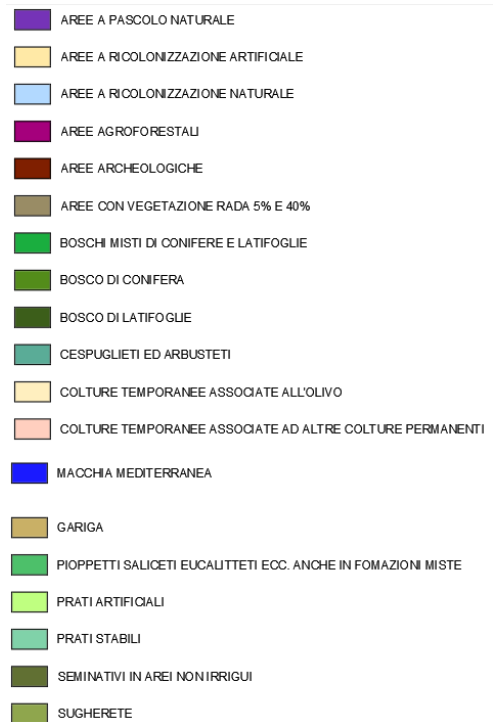 AREE A PASCOLO NATURALE
AREE A RICOLONIZZAZIONE ARTIFICIALE
AREE A RICOLONIZZAZIONE NATURALE
AREE AGROFORESTALI
AREE ARCHEOLOGICHE
AREE CON VEGETAZIONE RADA 5% E 40%
BOSCHI MISTI DI CONIFERE E LATIFOGLIE
BOSCO DI CONIFERA
BOSCO DI LATIFOGLIE
CESPUGLIETI ED ARBUSTETI
COLTURE TEMPORANEE ASSOCIATE ALL'OLIVO
COLTURE TEMPORANEE ASSOCIATE AD ALTRE COLTURE PERMANENTI
MACCHIA MEDITERRANEA
GARIGA
PIOPPETTI SALICETI EUCALITTETI ECC. ANCHE IN FOMAZIONI MISTE
PRATI ARTIFICIALI
PRATI STABILI
SEMINATIVI IN AREI NON IRRIGUI
SUGHERETE